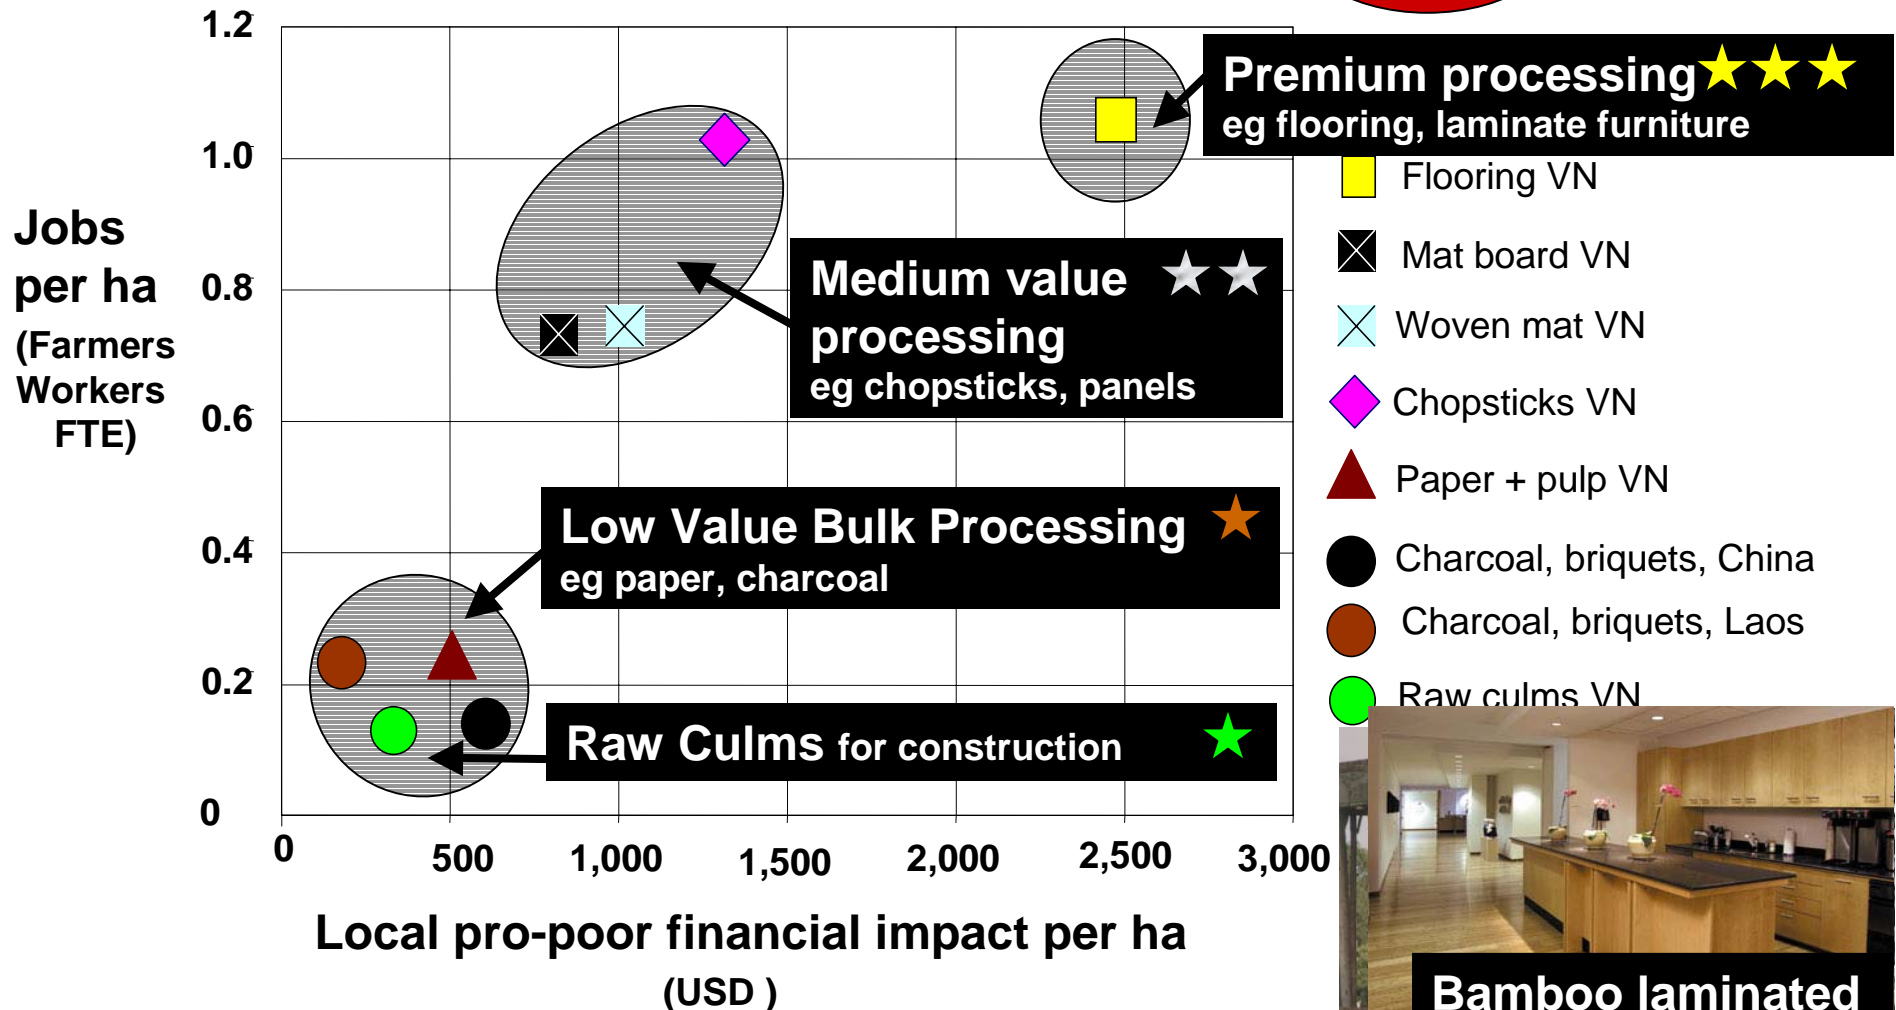 1.2
1.0
0.8
0.6
0.4
0.2
0
Jobs
per ha
(Farmers
Workers
FTE)
Premium processing
eg flooring, laminate furniture
Medium value
processing
eg chopsticks, panels
Low Value Bulk Processing
eg paper, charcoal
Raw Culms for construction
0 500 1,000 1,500 2,000 2,500 3,000
Local pro-poor financial impact per ha
(USD )
Flooring VN
Mat board VN
Woven mat VN
Chopsticks VN
Paper + pulp VN
Charcoal, briquets, China
Charcoal, briquets, Laos
Raw culms VN
Bamboo laminated